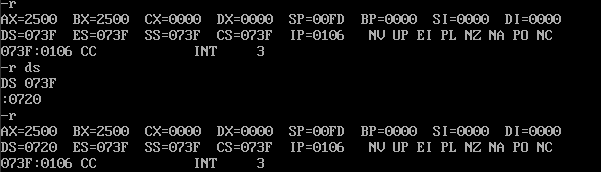 -r
AX=2500 BX=2500 CX=0000 DX=0000 SP=00FD BP=0000 SI=0000 DI=0000
DS=073F ES=073F SS=073F CS=073F IP=0106 NV UP EI PL NZ NA PO NC
073F:0106 CC INT 3
-r ds
DS 073F
:0720
-r
AX=2500 BX=2500 CX=0000 DX=0000 SP=00FD BP=0000 SI=0000 DI=0000
DS=0720 ES=073F SS=073F CS=073F IP=0106 NV UP EI PL NZ NA PO NC
073F:0106 CC INT 3